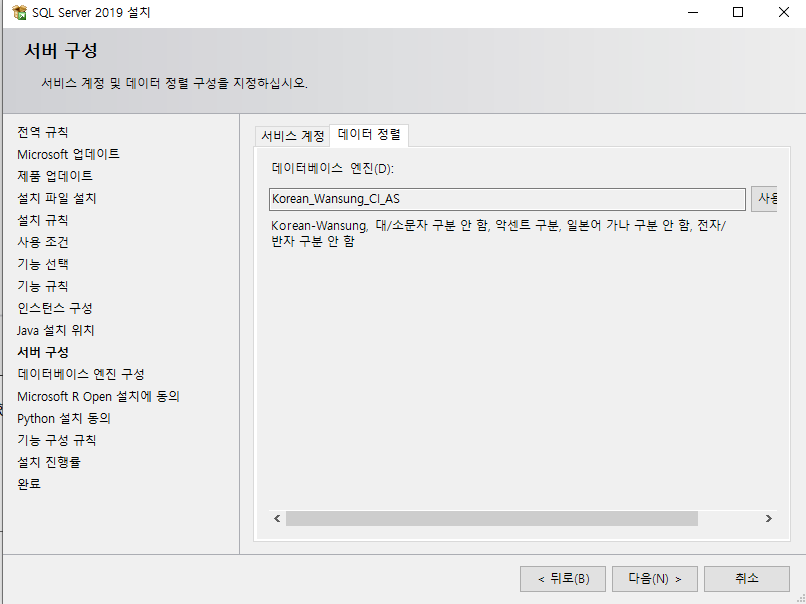 SQL Server 2019 설치
서버 구성
서비스 계정 및 데이터 정렬 구성을 지정하십시오.
전역 규칙
Microsoft 업데이트
제품 업데이트
설치 파일 설치
설치 규칙
사용 조건
기능 선택
기능 규칙
인스턴스 구성
Java 설치 위치
서버 구성
데이터베이스 엔진 구성
Microsoft R Open 설치에 동의
Python 설치 동의
기능 구성 규칙
설치 진행률
완료
서비스 계정 데이터 정렬
데이터베이스 엔진(D):
Korean_Wansung_CI_AS
Korean-Wansung, 대/소문자 구분 안 함, 악센트 구분, 일본어 가나 구분 안 함, 전자/
반자 구분 안 함
< 뒤로(B) 다음(N) > 취소